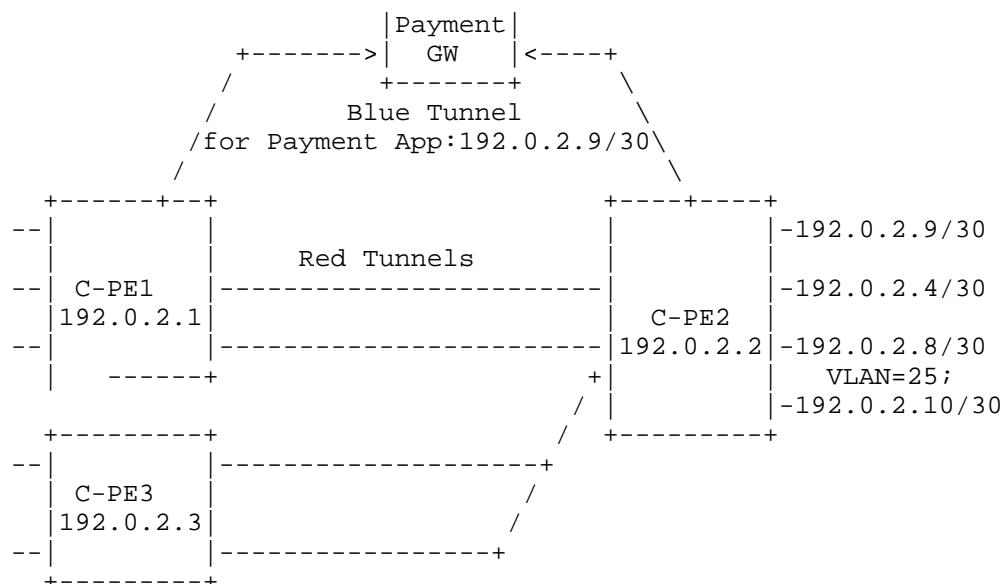 Payment
GW
Blue Tunnel
for Payment App:192.0.2.9/30
-192.0.2.9/30
Red Tunnels
C-PE1 -192.0.2.4/30
192.0.2.1 C-PE2
192.0.2.2 -192.0.2.8/30
VLAN=25;
-192.0.2.10/30
C-PE3
192.0.2.3